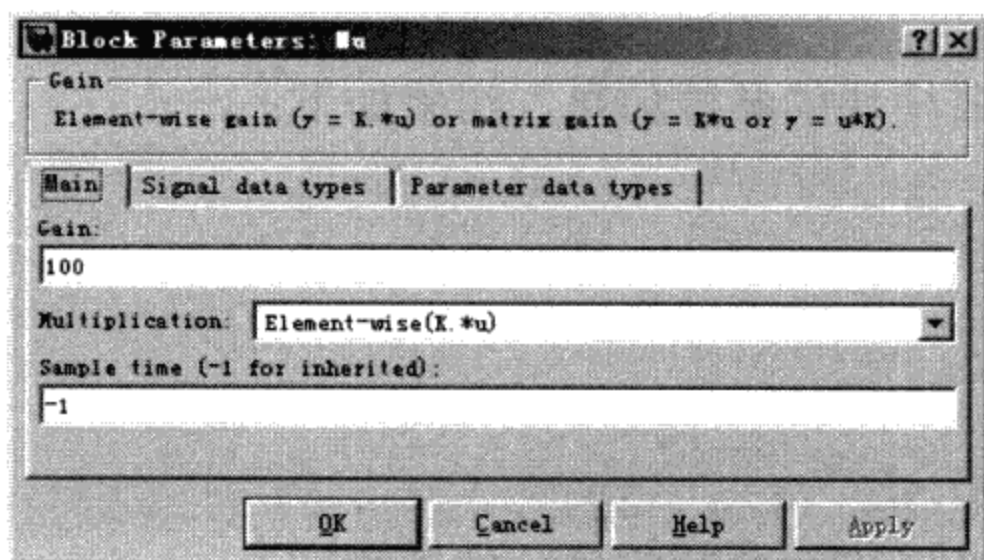 Block Parameters: Mu
? X
Gain
Element-wise gain (y = K.*u) or matrix gain (y = K*u or y = u*K).
Main
Signal data types
Parameter data types
Gain:
100
Multiplication:
Element-wise(K.*u)
Sample time (-1 for inherited):
-1
OK
Cancel
Help
Apply